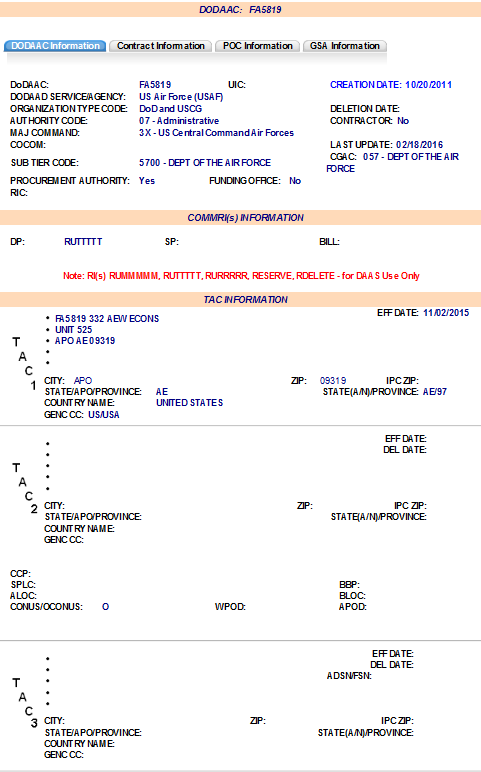 DODAAC: FA5819
DODAAC Information Contract Information POC Information GSA Information
DoDAAC: FA5819 UIC: CREATION DATE: 10/20/2011
DODAAD SERVICE/AGENCY: US Air Force (USAF)
ORGANIZATION TYPE CODE: DoD and USCG DELETION DATE:
AUTHORITY CODE: 07 - Administrative CONTRACTOR: No
MAJ COMMAND: 3X - US Central Command Air Forces
COCOM: LAST UPDATE: 02/18/2016
SUB TIER CODE: 5700 - DEPT OF THE AIR FORCE CGAC: 057 - DEPT OF THE AIR
FORCE
PROCUREMENT AUTHORITY: Yes FUNDING OFFICE: No
RIC:
COMMRI(s) INFORMATION
DP: RUTTTTT SP: BILL:
Note: RI(s) RUMMMMM, RUTTTTT, RURRRRR, RESERVE, RDELETE - for DAAS Use Only
TAC INFORMATION
EFF DATE: 11/02/2015
• FA5819 332 AEW ECONS
• UNIT 525
• APO AE 09319
•
•
TAC1
CITY: APO ZIP: 09319 IPC ZIP:
STATE/APO/PROVINCE: AE STATE(A/N)/PROVINCE: AE/97
COUNTRY NAME: UNITED STATES
GENC CC: US/USA
• EFF DATE:
• DEL DATE:
•
•
•
TAC2
CITY: ZIP: IPC ZIP:
STATE/APO/PROVINCE: STATE(A/N)/PROVINCE:
COUNTRY NAME:
GENC CC:
CCP:
SPLC: BBP:
ALOC: BLOC:
CONUS/OCONUS: O WPOD: APOD:
• EFF DATE:
• DEL DATE:
• ADSN/FSN:
•
•
TAC3
CITY: ZIP: IPC ZIP:
STATE/APO/PROVINCE: STATE(A/N)/PROVINCE:
COUNTRY NAME:
GENC CC: